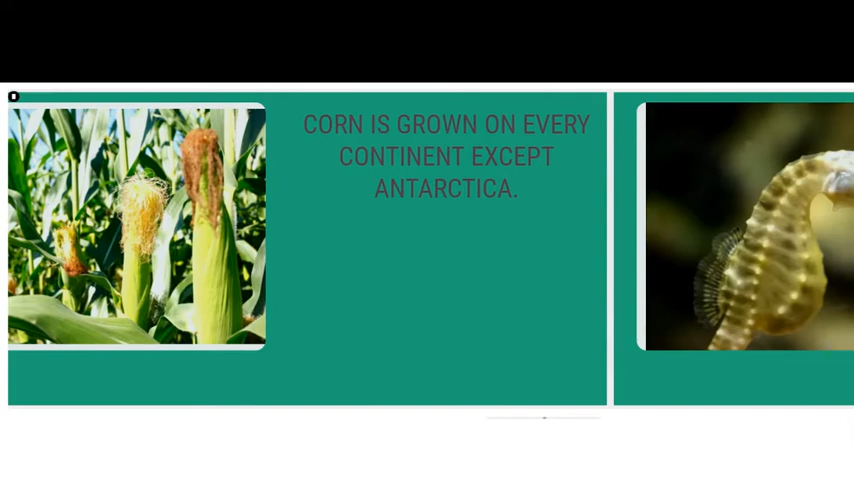 CORN IS GROWN ON EVERY
CONTINENT EXCEPT
ANTARCTICA.